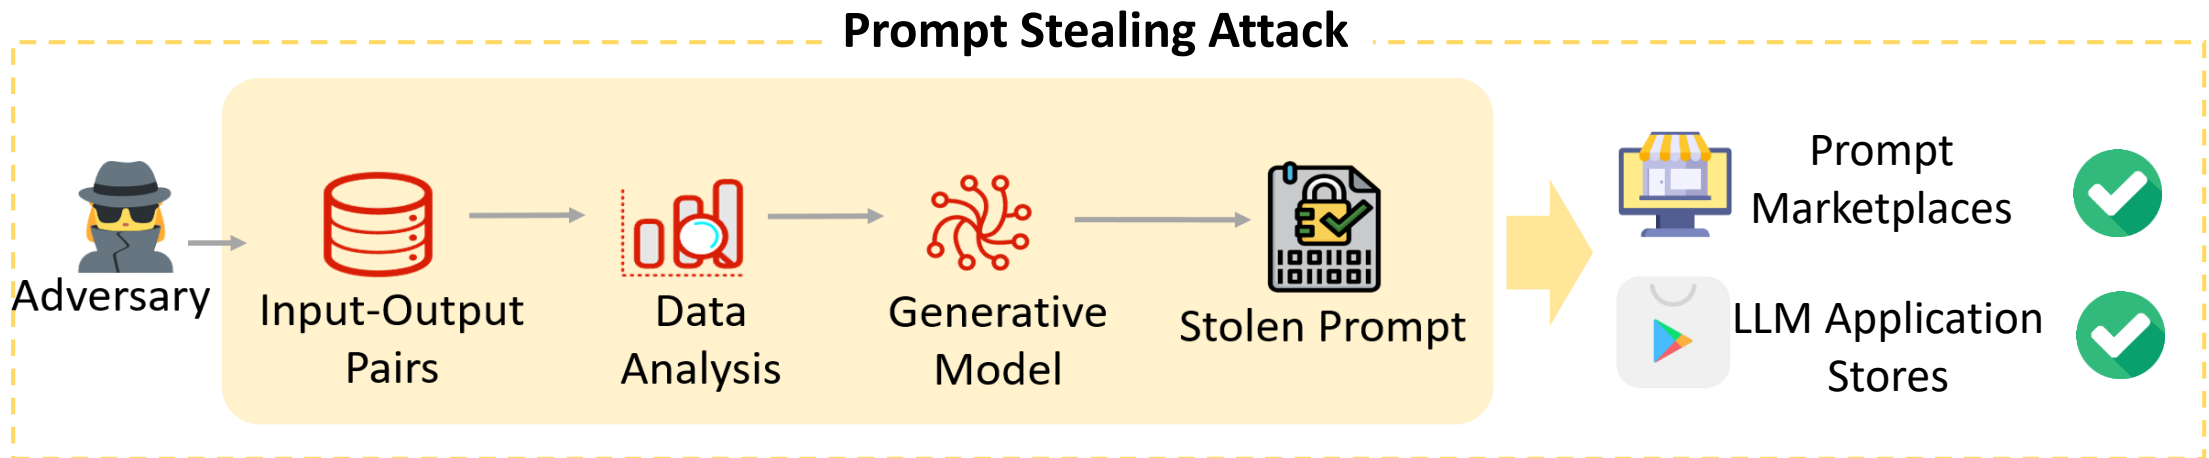 Prompt Stealing Attack
Adversary
Input-Output
Pairs
Data
Analysis
Generative
Model
Stolen Prompt
Prompt
Marketplaces
LLM Application
Stores